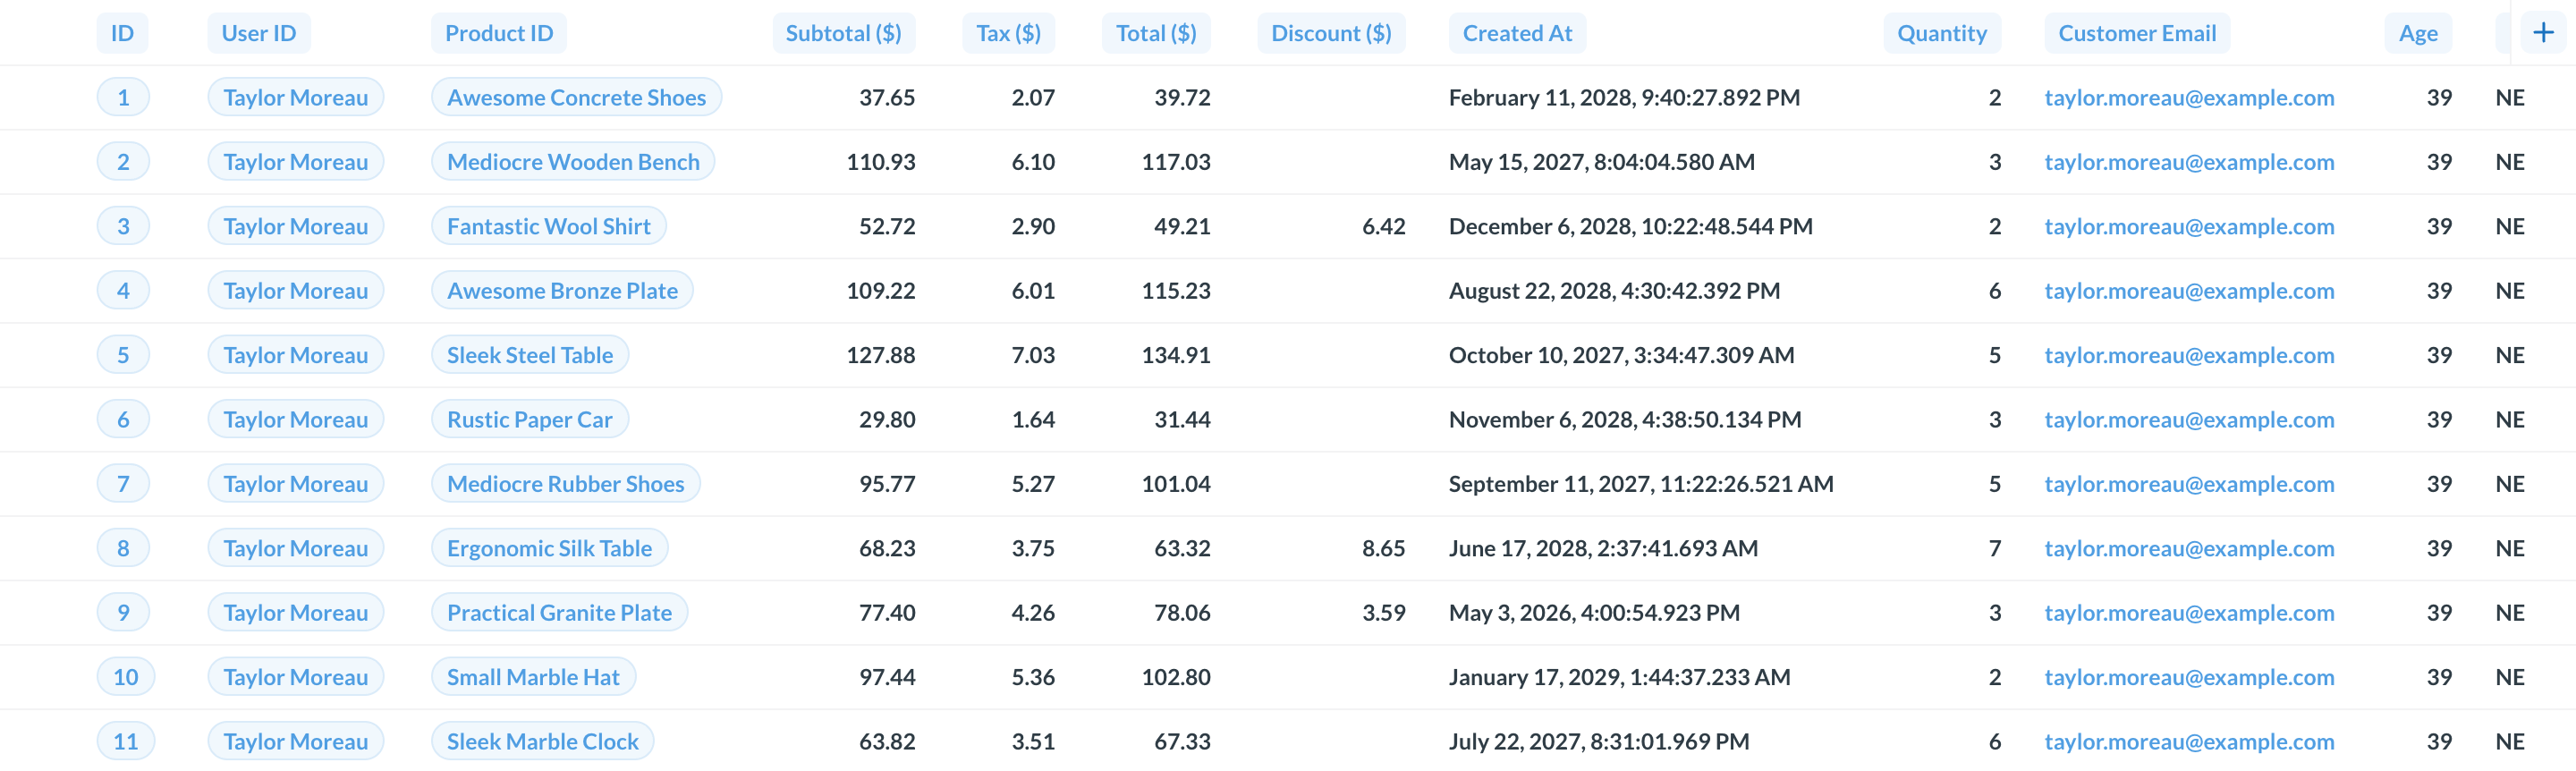 ID User ID Product ID Subtotal ($) Tax ($) Total ($) Discount ($) Created At Quantity Customer Email Age
1 Taylor Moreau Awesome Concrete Shoes 37.65 2.07 39.72 February 11, 2028, 9:40:27.892 PM 2 taylor.moreau@example.com 39 NE
2 Taylor Moreau Mediocre Wooden Bench 110.93 6.10 117.03 May 15, 2027, 8:04:04.580 AM 3 taylor.moreau@example.com 39 NE
3 Taylor Moreau Fantastic Wool Shirt 52.72 2.90 49.21 6.42 December 6, 2028, 10:22:48.544 PM 2 taylor.moreau@example.com 39 NE
4 Taylor Moreau Awesome Bronze Plate 109.22 6.01 115.23 August 22, 2028, 4:30:42.392 PM 6 taylor.moreau@example.com 39 NE
5 Taylor Moreau Sleek Steel Table 127.88 7.03 134.91 October 10, 2027, 3:34:47.309 AM 5 taylor.moreau@example.com 39 NE
6 Taylor Moreau Rustic Paper Car 29.80 1.64 31.44 November 6, 2028, 4:38:50.134 PM 3 taylor.moreau@example.com 39 NE
7 Taylor Moreau Mediocre Rubber Shoes 95.77 5.27 101.04 September 11, 2027, 11:22:26.521 AM 5 taylor.moreau@example.com 39 NE
8 Taylor Moreau Ergonomic Silk Table 68.23 3.75 63.32 8.65 June 17, 2028, 2:37:41.693 AM 7 taylor.moreau@example.com 39 NE
9 Taylor Moreau Practical Granite Plate 77.40 4.26 78.06 3.59 May 3, 2026, 4:00:54.923 PM 3 taylor.moreau@example.com 39 NE
10 Taylor Moreau Small Marble Hat 97.44 5.36 102.80 January 17, 2029, 1:44:37.233 AM 2 taylor.moreau@example.com 39 NE
11 Taylor Moreau Sleek Marble Clock 63.82 3.51 67.33 July 22, 2027, 8:31:01.969 PM 6 taylor.moreau@example.com 39 NE